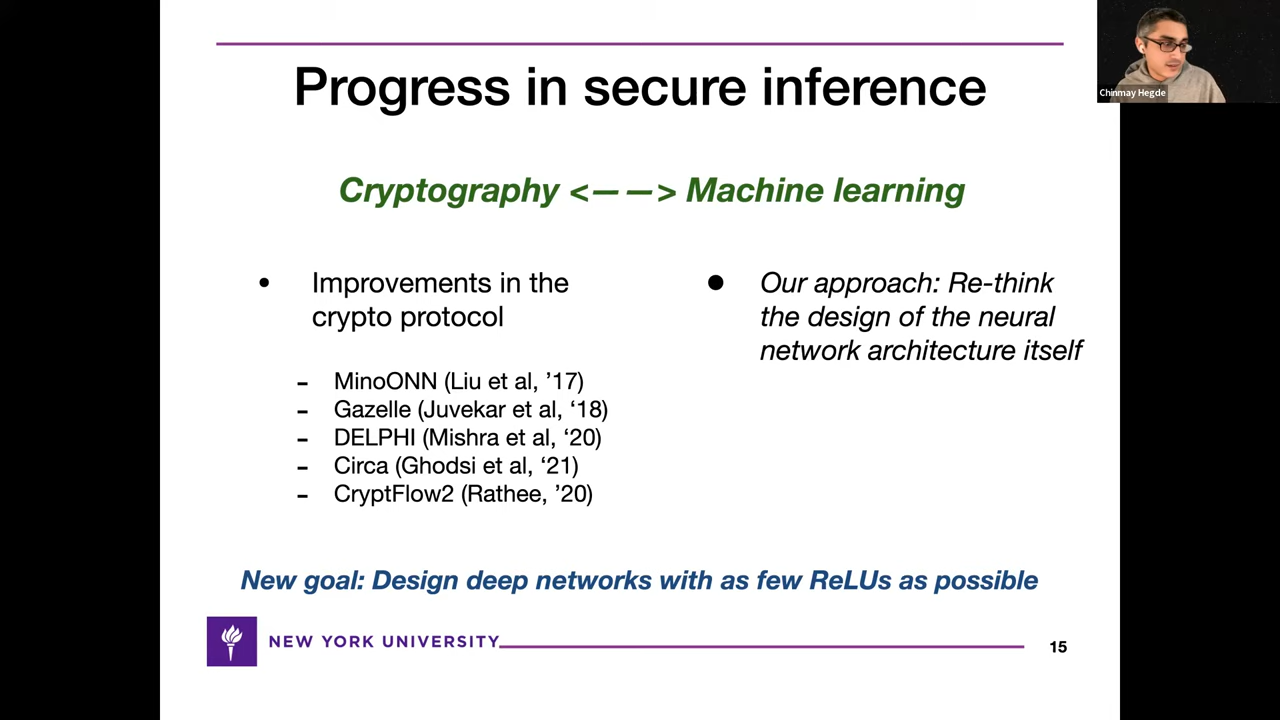 Progress in secure inference
Chinmay Hegde
Cryptography <——> Machine learning
• Improvements in the
crypto protocol
- MinoONN (Liu et al, ’17)
- Gazelle (Juvekar et al, ‘18)
- DELPHI (Mishra et al, ‘20)
- Circa (Ghodsi et al, ‘21)
- CryptFlow2 (Rathee, ’20)
• Our approach: Re-think
the design of the neural
network architecture itself
New goal: Design deep networks with as few ReLUs as possible
NEW YORK UNIVERSITY
15